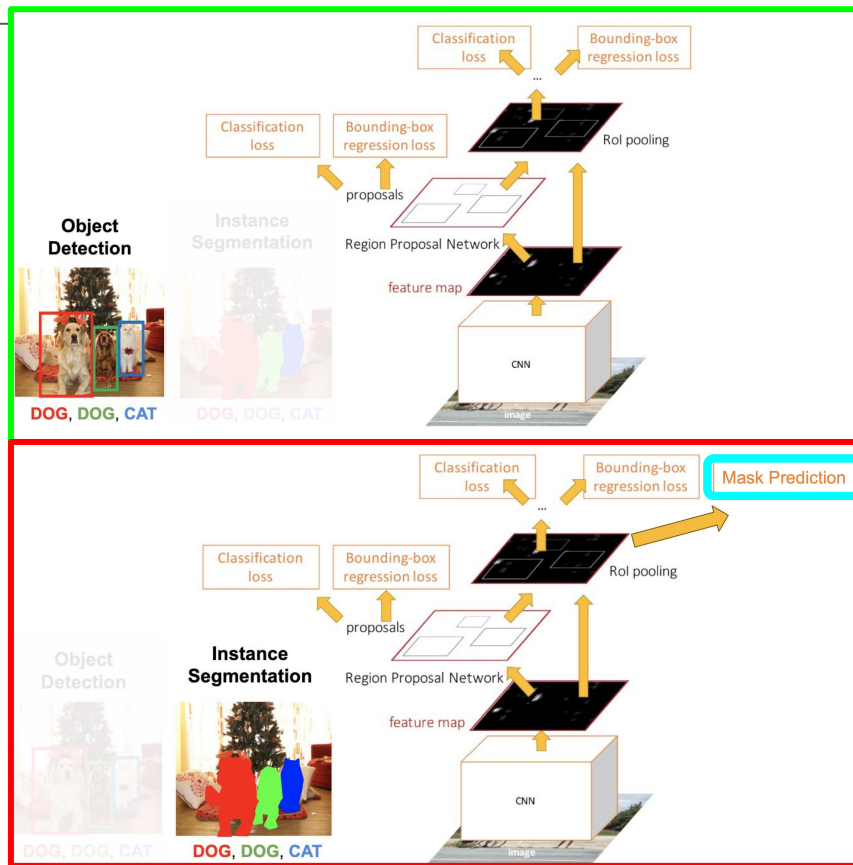 Classification
loss
Bounding-box
regression loss
...
Classification
loss
Bounding-box
regression loss
RoI pooling
proposals
Object
Detection
Instance
Segmentation
Region Proposal Network
feature map
CNN
image
DOG, DOG, CAT
DOG, DOG, CAT
Classification
loss
Bounding-box
regression loss
Mask Prediction
...
Classification
loss
Bounding-box
regression loss
RoI pooling
proposals
Object
Detection
Instance
Segmentation
Region Proposal Network
feature map
CNN
image
DOG, DOG, CAT
DOG, DOG, CAT